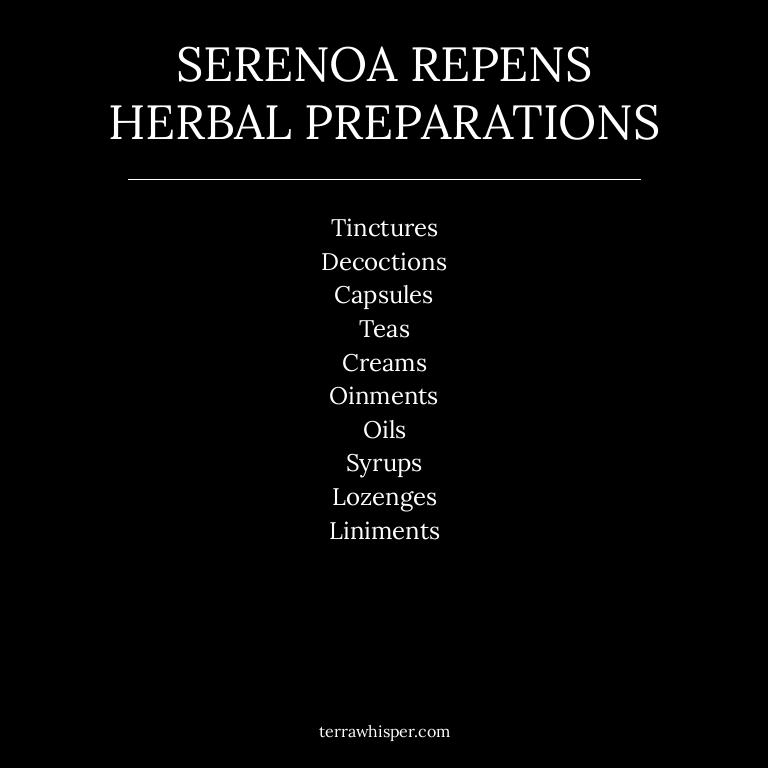 SERENOA REPENS
HERBAL PREPARATIONS
Tinctures
Decoctions
Capsules
Teas
Creams
Oinments
Oils
Syrups
Lozenges
Liniments
terrawhisper.com